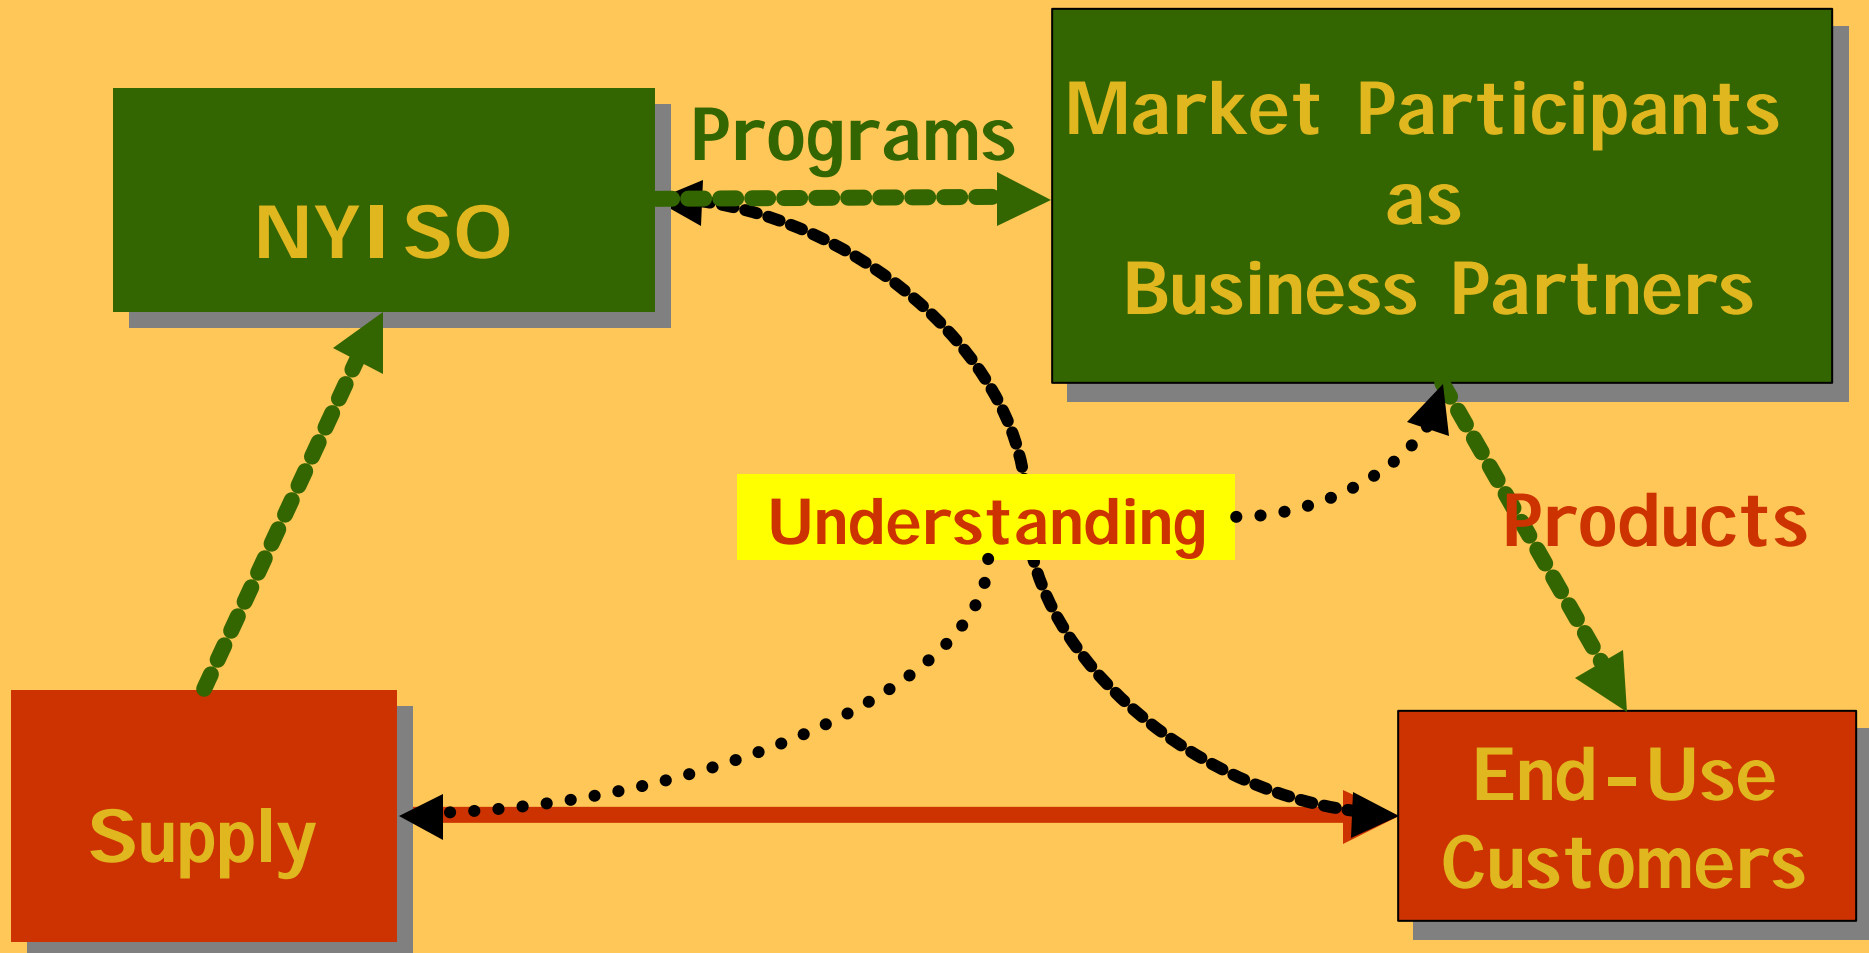 NYISO
Programs
Market Participants
as
Business Partners
Understanding
Products
Supply
End-Use
Customers